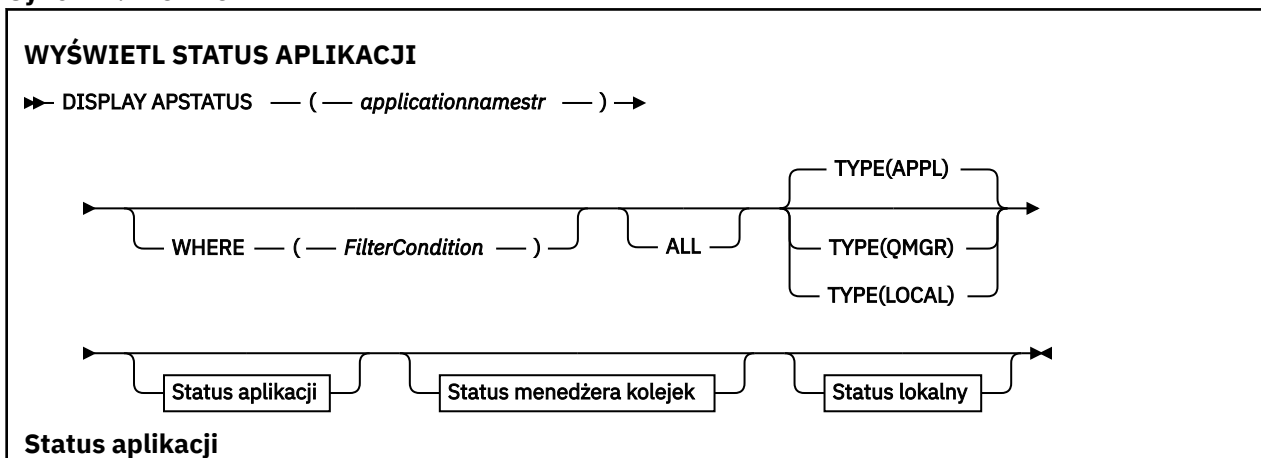 WYŚWIETL STATUS APLIKACJI
DISPLAY APSTATUS ( applicationnamestr )
TYPE(APPL)
WHERE ( FilterCondition ) ALL TYPE(QMGR)
TYPE(LOCAL)
Status aplikacji Status menedżera kolejek Status lokalny
Status aplikacji